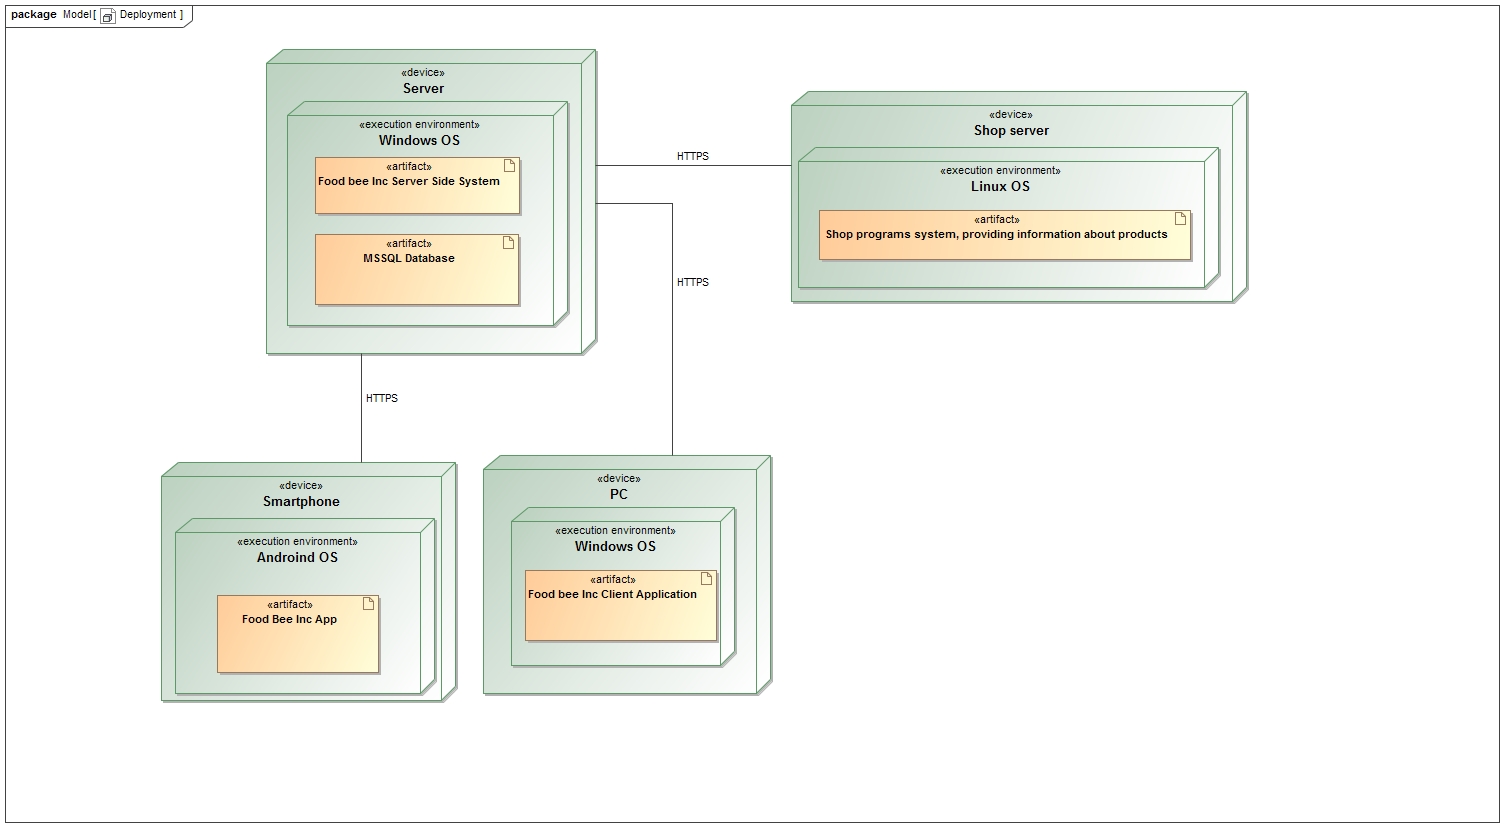 package Model[ Deployment ]
«device»
Server
«execution environment»
Windows OS
«artifact»
Food bee Inc Server Side System
«artifact»
MSSQL Database
HTTPS
«device»
Shop server
«execution environment»
Linux OS
«artifact»
Shop programs system, providing information about products
HTTPS
HTTPS
«device»
Smartphone
«execution environment»
Androind OS
«artifact»
Food Bee Inc App
«device»
PC
«execution environment»
Windows OS
«artifact»
Food bee Inc Client Application